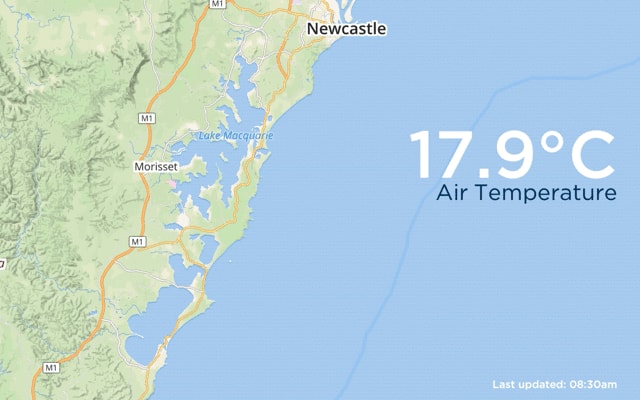 M1
Newcastle
M1
Lake Macquarie
17.9°C
Morisset
Air Temperature
M1
a
M1
Last updated: 08:30am